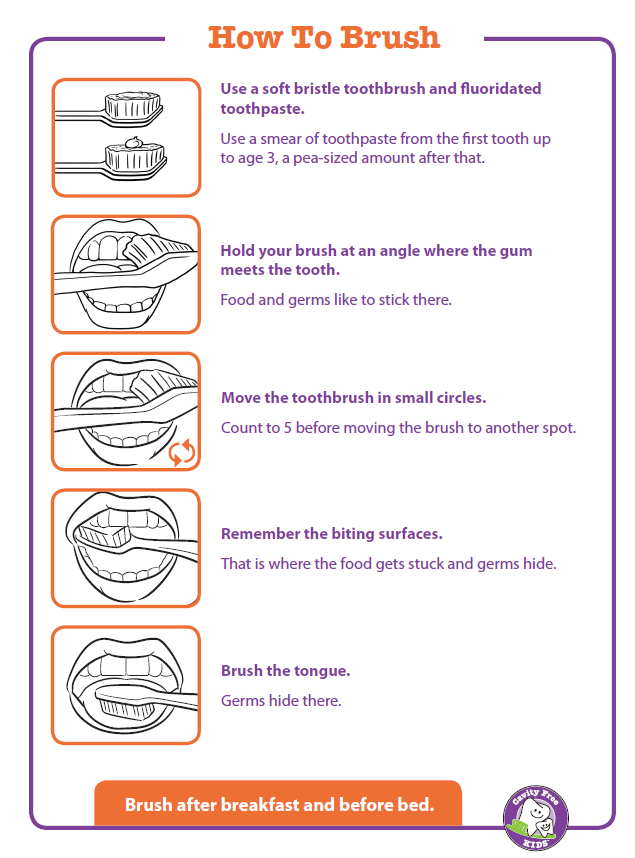 How To Brush
Use a soft bristle toothbrush and fluoridated
toothpaste.
Use a smear of toothpaste from the first tooth up
to age 3, a pea-sized amount after that.
Hold your brush at an angle where the gum
meets the tooth.
Food and germs like to stick there.
Move the toothbrush in small circles.
Count to 5 before moving the brush to another spot.
Remember the biting surfaces.
That is where the food gets stuck and germs hide.
Brush the tongue.
Germs hide there.
Brush after breakfast and before bed.
Cavity Free
KIDS